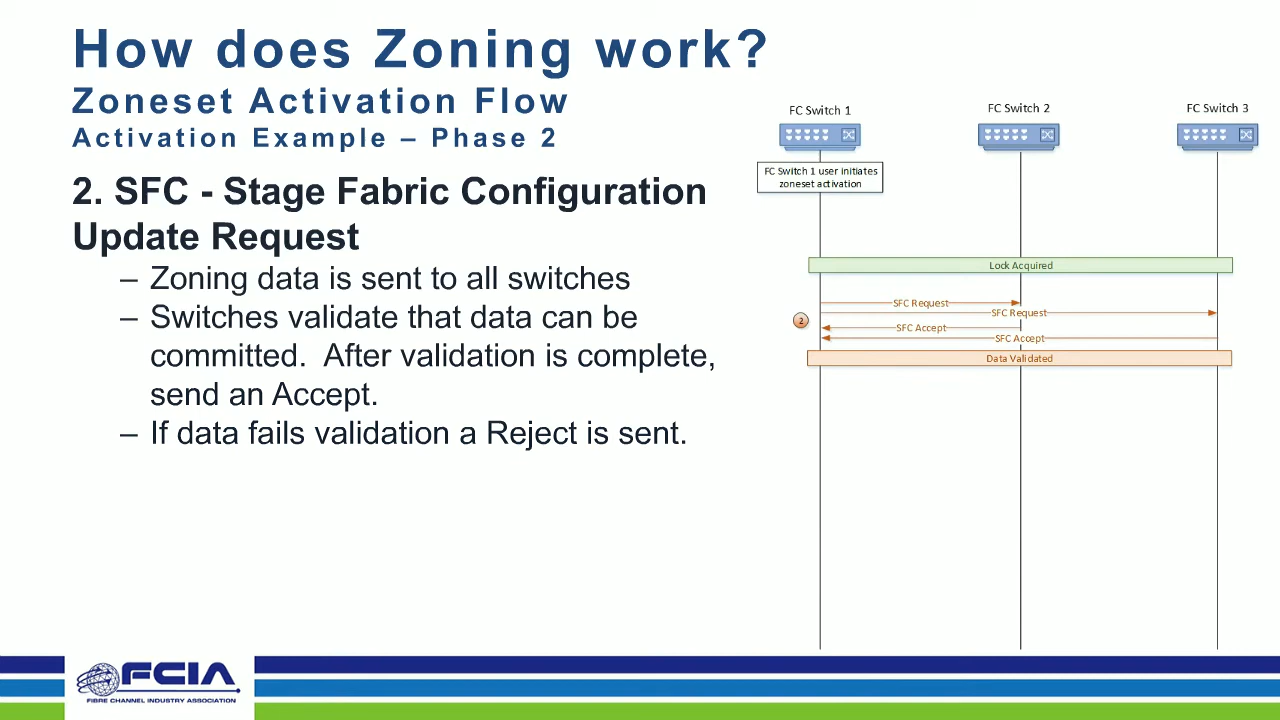 How does Zoning work?
Zoneset Activation Flow
Activation Example – Phase 2
2. SFC - Stage Fabric Configuration
Update Request
– Zoning data is sent to all switches
– Switches validate that data can be
committed.  After validation is complete,
send an Accept.
– If data fails validation a Reject is sent.
FC Switch 1
FC Switch 2
FC Switch 3
FC Switch 1 user initiates
zoneset activation
Lock Acquired
SFC Request
SFC Request
2
SFC Accept
SFC Accept
Data Validated
FCIA
FIBRE CHANNEL INDUSTRY ASSOCIATION